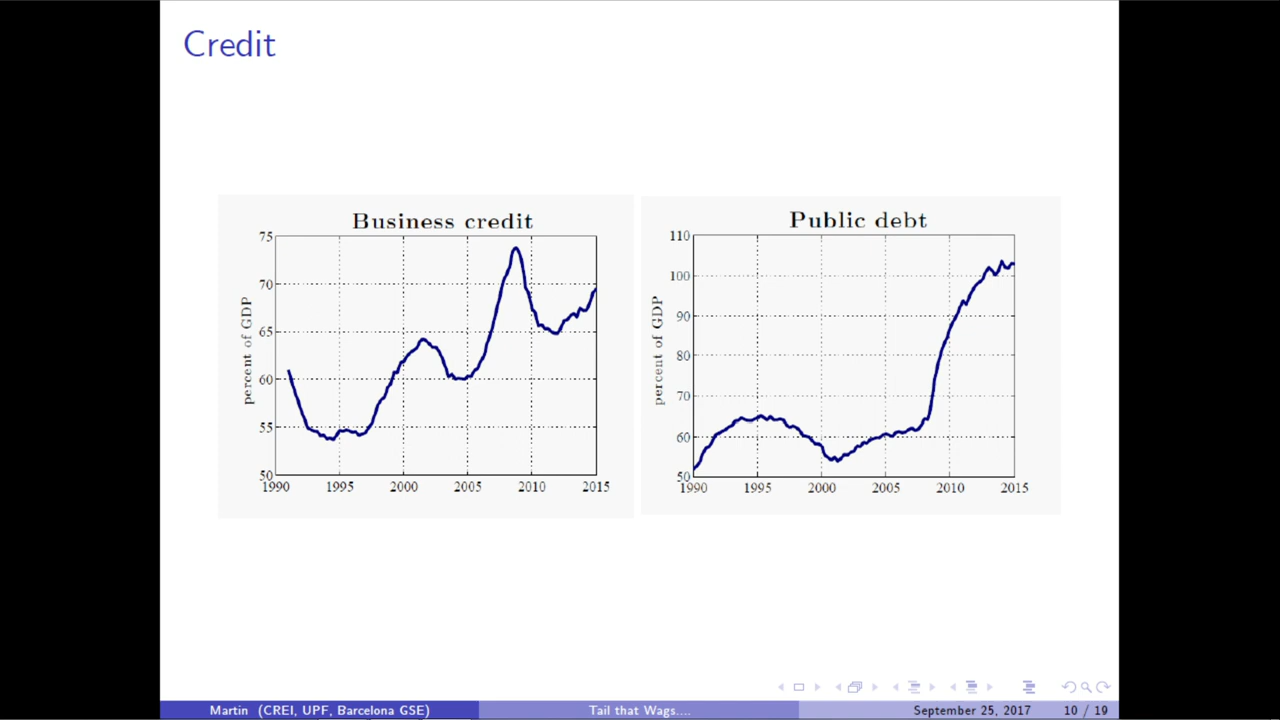 Credit
Business credit
percent of GDP
75
70
65
60
55
50
1990 1995 2000 2005 2010 2015
Public debt
percent of GDP
110
100
90
80
70
60
50
1990 1995 2000 2005 2010 2015
Martin (CREI, UPF, Barcelona GSE) Tail that Wags.... September 25, 2017 10 / 19